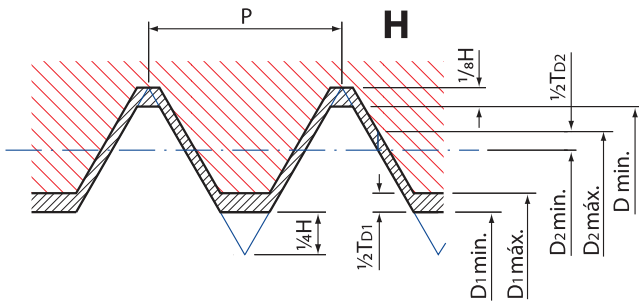 P
H
⅛H
½TD2
¼H
½TD1
D1 min.
D1 máx.
D2 min.
D2 máx.
D min.